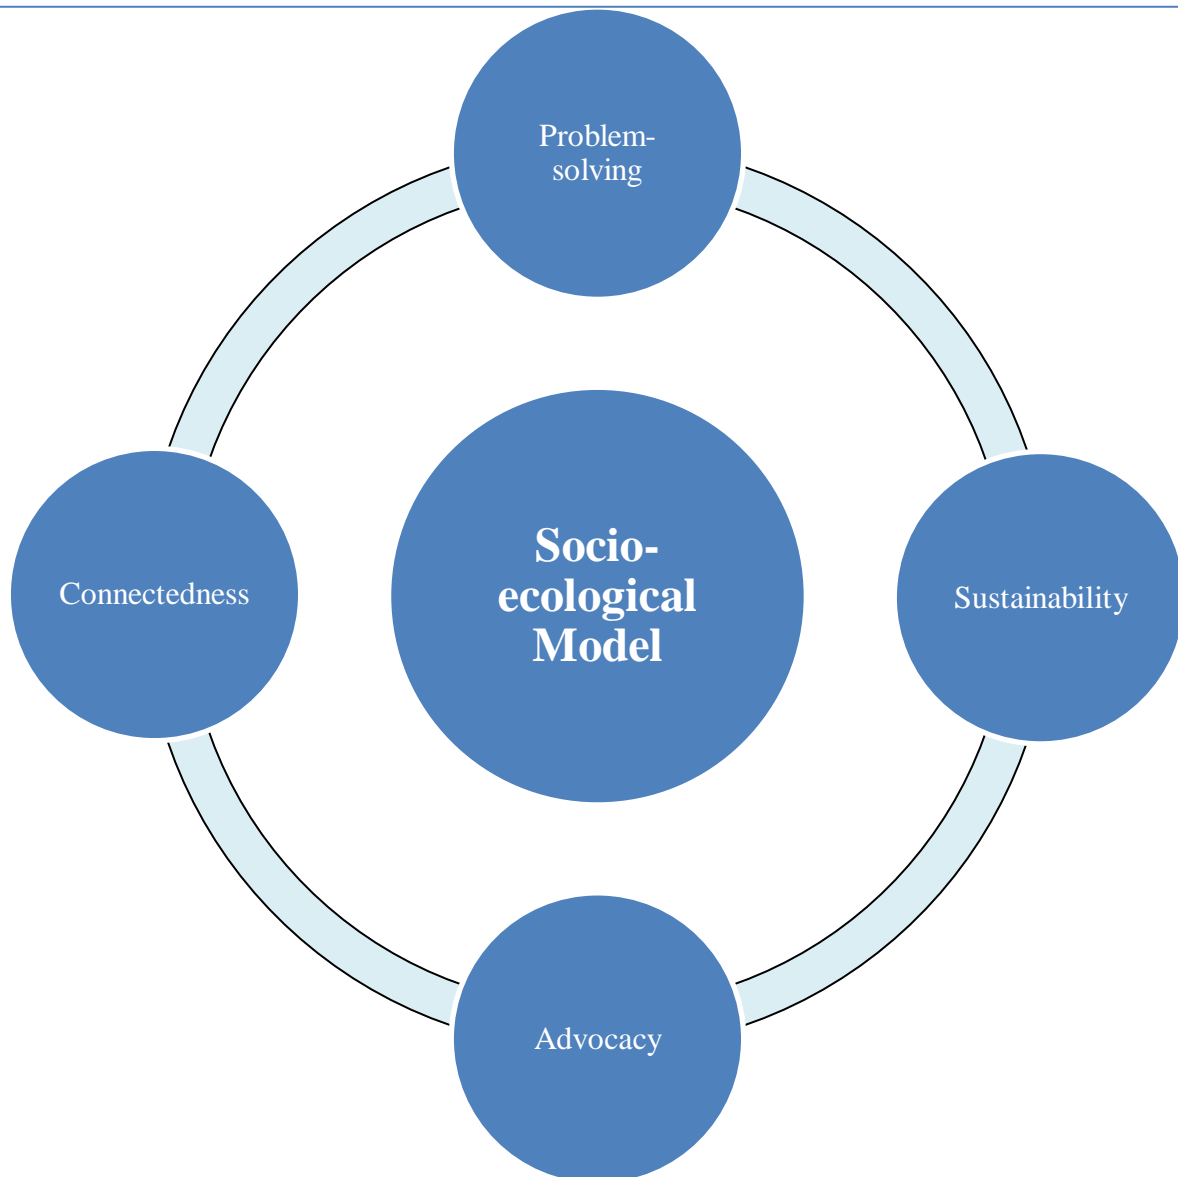 Problem-
solving
Connectedness
Socio-
ecological
Model
Sustainability
Advocacy